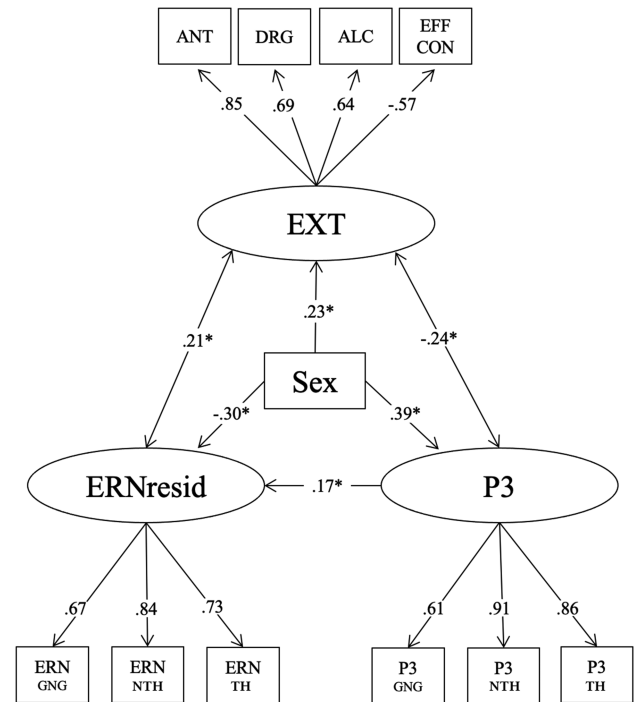 ANT
DRG
ALC
EFF
CON
.85
.69
.64
-.57
EXT
.23*
.21*
-.24*
Sex
-.30*
.39*
ERNresid
.17*
P3
.67
.84
.73
.61
.91
.86
ERN
GNG
ERN
NTH
ERN
TH
P3
GNG
P3
NTH
P3
TH